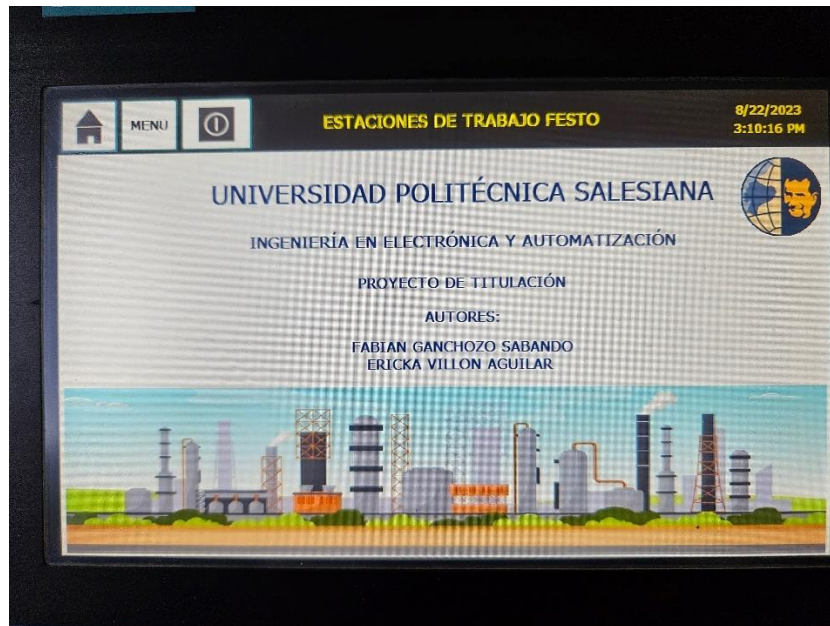 MENU
ESTACIONES DE TRABAJO FESTO
8/22/2023
3:10:16 PM
UNIVERSIDAD POLITÉCNICA SALESIANA
INGENIERÍA EN ELECTRÓNICA Y AUTOMATIZACIÓN
PROYECTO DE TITULACIÓN
AUTORES:
FABIAN GANCHOZO SABANDO
ERICKA VILLON AGUILAR